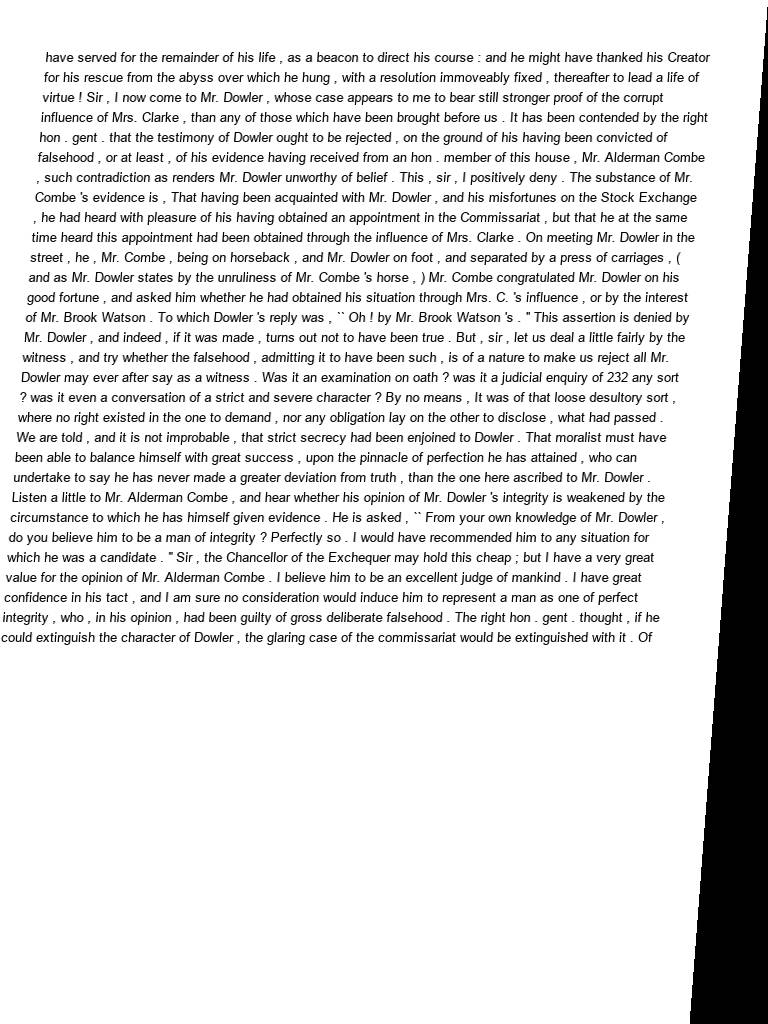 have served for the remainder of his life , as a beacon to direct his course : and he might have thanked his Creator
for his rescue from the abyss over which he hung , with a resolution immoveably fixed , thereafter to lead a life of
virtue ! Sir , I now come to Mr. Dowler , whose case appears to me to bear still stronger proof of the corrupt
influence of Mrs. Clarke , than any of those which have been brought before us . It has been contended by the right
hon . gent . that the testimony of Dowler ought to be rejected , on the ground of his having been convicted of
falsehood , or at least , of his evidence having received from an hon . member of this house , Mr. Alderman Combe
, such contradiction as renders Mr. Dowler unworthy of belief . This , sir , I positively deny . The substance of Mr.
Combe 's evidence is , That having been acquainted with Mr. Dowler , and his misfortunes on the Stock Exchange
, he had heard with pleasure of his having obtained an appointment in the Commissariat , but that he at the same
time heard this appointment had been obtained through the influence of Mrs. Clarke . On meeting Mr. Dowler in the
street , he , Mr. Combe , being on horseback , and Mr. Dowler on foot , and separated by a press of carriages , (
and as Mr. Dowler states by the unruliness of Mr. Combe 's horse , ) Mr. Combe congratulated Mr. Dowler on his
good fortune , and asked him whether he had obtained his situation through Mrs. C. 's influence , or by the interest
of Mr. Brook Watson . To which Dowler 's reply was , `` Oh ! by Mr. Brook Watson 's . " This assertion is denied by
Mr. Dowler , and indeed , if it was made , turns out not to have been true . But , sir , let us deal a little fairly by the
witness , and try whether the falsehood , admitting it to have been such , is of a nature to make us reject all Mr.
Dowler may ever after say as a witness . Was it an examination on oath ? was it a judicial enquiry of 232 any sort
? was it even a conversation of a strict and severe character ? By no means , It was of that loose desultory sort ,
where no right existed in the one to demand , nor any obligation lay on the other to disclose , what had passed .
We are told , and it is not improbable , that strict secrecy had been enjoined to Dowler . That moralist must have
been able to balance himself with great success , upon the pinnacle of perfection he has attained , who can
undertake to say he has never made a greater deviation from truth , than the one here ascribed to Mr. Dowler .
Listen a little to Mr. Alderman Combe , and hear whether his opinion of Mr. Dowler 's integrity is weakened by the
circumstance to which he has himself given evidence . He is asked , `` From your own knowledge of Mr. Dowler ,
do you believe him to be a man of integrity ? Perfectly so . I would have recommended him to any situation for
which he was a candidate . " Sir , the Chancellor of the Exchequer may hold this cheap ; but I have a very great
value for the opinion of Mr. Alderman Combe . I believe him to be an excellent judge of mankind . I have great
confidence in his tact , and I am sure no consideration would induce him to represent a man as one of perfect
integrity , who , in his opinion , had been guilty of gross deliberate falsehood . The right hon . gent . thought , if he
could extinguish the character of Dowler , the glaring case of the commissariat would be extinguished with it . Of